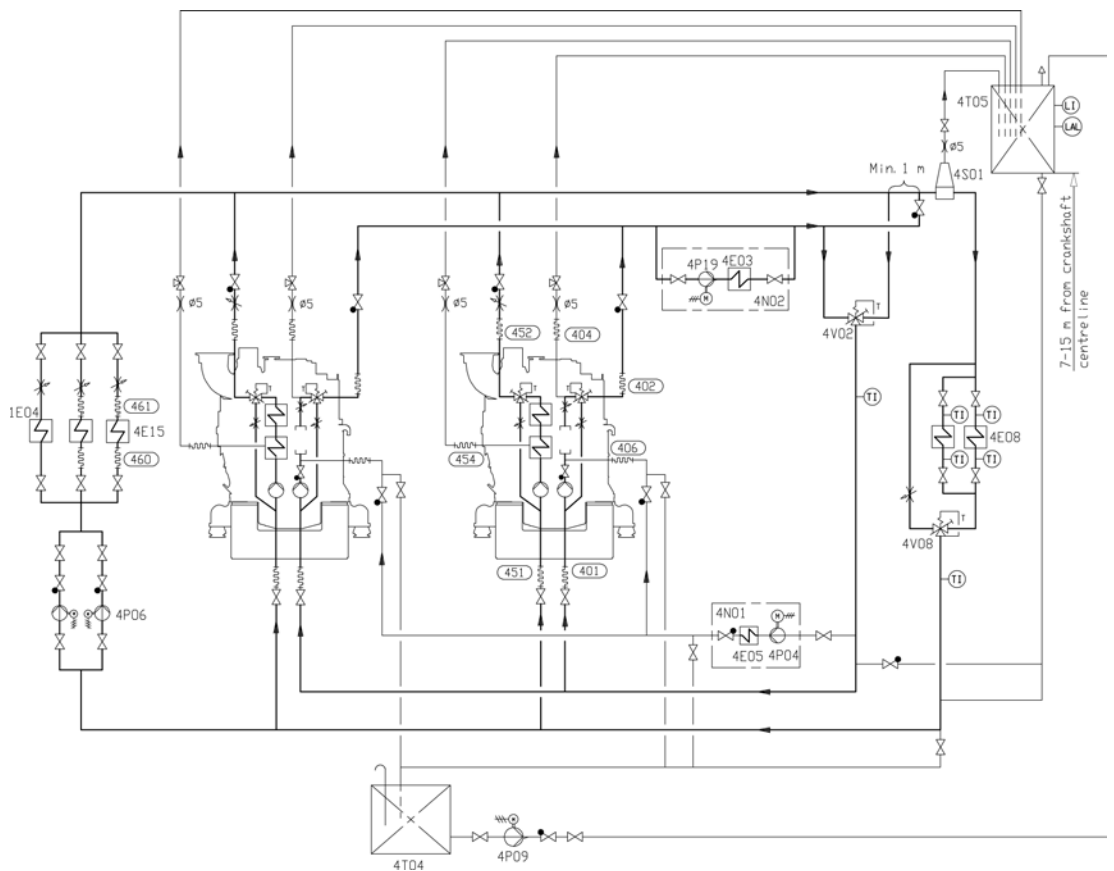 4T05
LI
LAL
ø5
4S01
Min. 1 m
7-15 m from crankshaft
centreline
4P19
4E03
M
4N02
T
4V02
TI
ø5
ø5
ø5
ø5
T
T
T
T
452
404
402
461
1E04
4E15
460
454
406
TI
TI
4E08
TI
TI
T
4V08
TI
451
401
M
M
4P06
4N01
M
4E05
4P04
M
4T04
4P09